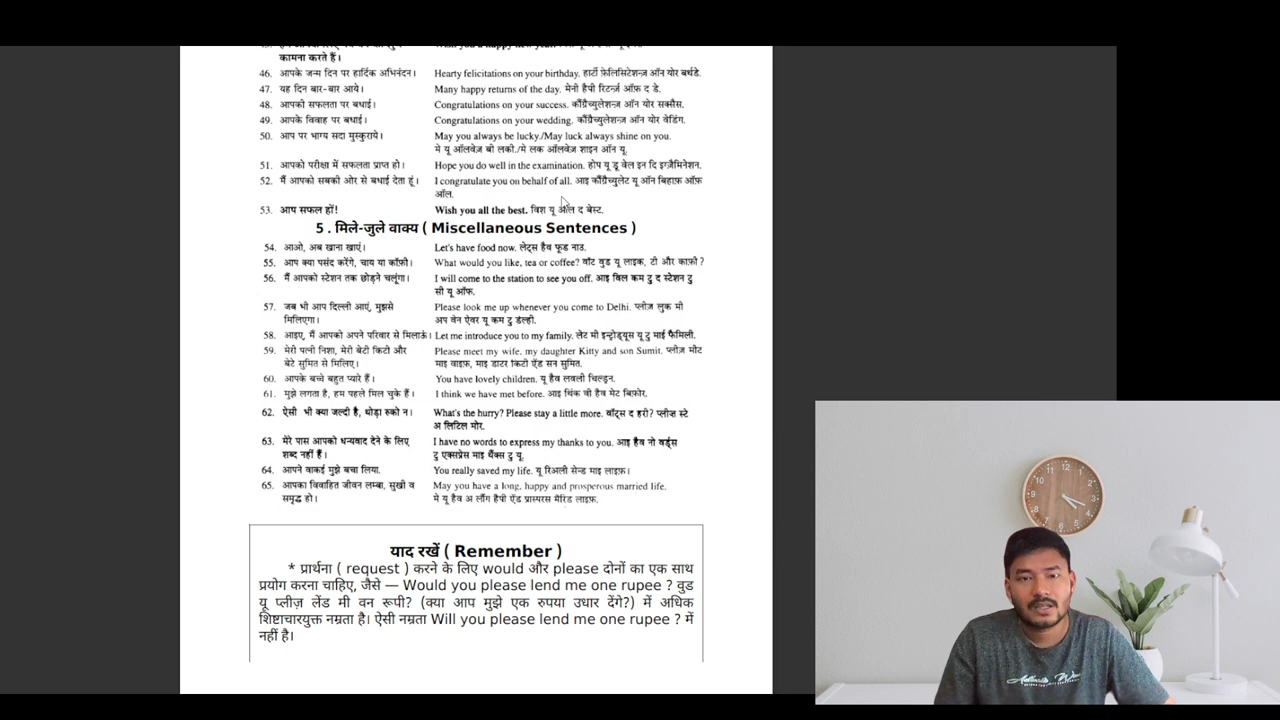 कामना करते हैं।
46. आपके जन्म दिन पर हार्दिक अभिनंदन। Hearty felicitations on your birthday. हार्टी फ़ेलिसिटेशन्ज़ ऑन योर बर्थडे.
47. यह दिन बार-बार आये। Many happy returns of the day. मेनी हैपी रिटर्न्ज़ ऑफ़ द डे.
48. आपको सफलता पर बधाई। Congratulations on your success. कौंग्रैच्युलेशन्ज़ ऑन योर सक्सैस.
49. आपके विवाह पर बधाई। Congratulations on your wedding. कौंग्रैच्युलेशन्ज़ ऑन योर वेडिंग.
50. आप पर भाग्य सदा मुस्कुराये। May you always be lucky./May luck always shine on you.
मे यू ऑलवेज़ बी लकी./मे लक ऑलवेज़ शाइन ऑन यू.
51. आपको परीक्षा में सफलता प्राप्त हो। Hope you do well in the examination. होप यू डू वेल इन दि इग्ज़ैमिनेशन.
52. मैं आपको सबकी ओर से बधाई देता हूं। I congratulate you on behalf of all. आइ कौंग्रैच्युलेट यू ऑन बिहाफ़ ऑफ़
ऑल.
53. आप सफल हों! Wish you all the best. विश यू ऑल द बेस्ट.
5 . मिले-जुले वाक्य ( Miscellaneous Sentences )
54. आओ, अब खाना खाएं। Let's have food now. लेट्स हैव फूड नाउ.
55. आप क्या पसंद करेंगे, चाय या कॉफ़ी। What would you like, tea or coffee? वॉट वुड यू लाइक, टी और काफ़ी ?
56. मैं आपको स्टेशन तक छोड़ने चलूंगा। I will come to the station to see you off. आइ विल कम टु द स्टेशन टु
सी यू ऑफ.
57. जब भी आप दिल्ली आएं, मुझसे Please look me up whenever you come to Delhi. प्लीज़ लुक मी
मिलिएगा। अप वेन ऐवर यू कम टु डेल्ही.
58. आइए, मैं आपको अपने परिवार से मिलाऊं। Let me introduce you to my family. लेट मी इन्ट्रोड्यूस यू टु माई फैमिली.
59. मेरी पत्नी निशा, मेरी बेटी किटी और Please meet my wife, my daughter Kitty and son Sumit. प्लीज़ मीट
बेटे सुमित से मिलिए। माइ वाइफ़, माइ डाटर किटी ऐंड सन सुमित.
60. आपके बच्चे बहुत प्यारे हैं। You have lovely children. यू हैव लवली चिल्ड्रन.
61. मुझे लगता है, हम पहले मिल चुके हैं। I think we have met before. आइ थिंक वी हैव मेट बिफ़ोर.
62. ऐसी भी क्या जल्दी है, थोड़ा रुको न। What's the hurry? Please stay a little more. वॉट्स द हरी? प्लीज़ स्टे
अ लिटिल मोर.
63. मेरे पास आपको धन्यवाद देने के लिए I have no words to express my thanks to you. आइ हैव नो वर्ड्स
शब्द नहीं हैं। टु एक्सप्रेस माइ थैंक्स टु यू.
64. आपने वाकई मुझे बचा लिया. You really saved my life. यू रिअली सेव्ड माइ लाइफ़।
65. आपका विवाहित जीवन लम्बा, सुखी व May you have a long, happy and prosperous married life.
समृद्ध हो। मे यू हैव अ लौंग हैपी ऐंड प्रास्परस मैरिड लाइफ़.
याद रखें ( Remember )
* प्रार्थना ( request ) करने के लिए would और please दोनों का एक साथ
प्रयोग करना चाहिए, जैसे — Would you please lend me one rupee ? वुड
यू प्लीज़ लेंड मी वन रूपी? (क्या आप मुझे एक रुपया उधार देंगे?) में अधिक
शिष्टाचारयुक्त नम्रता है। ऐसी नम्रता Will you please lend me one rupee ? में
नहीं है।